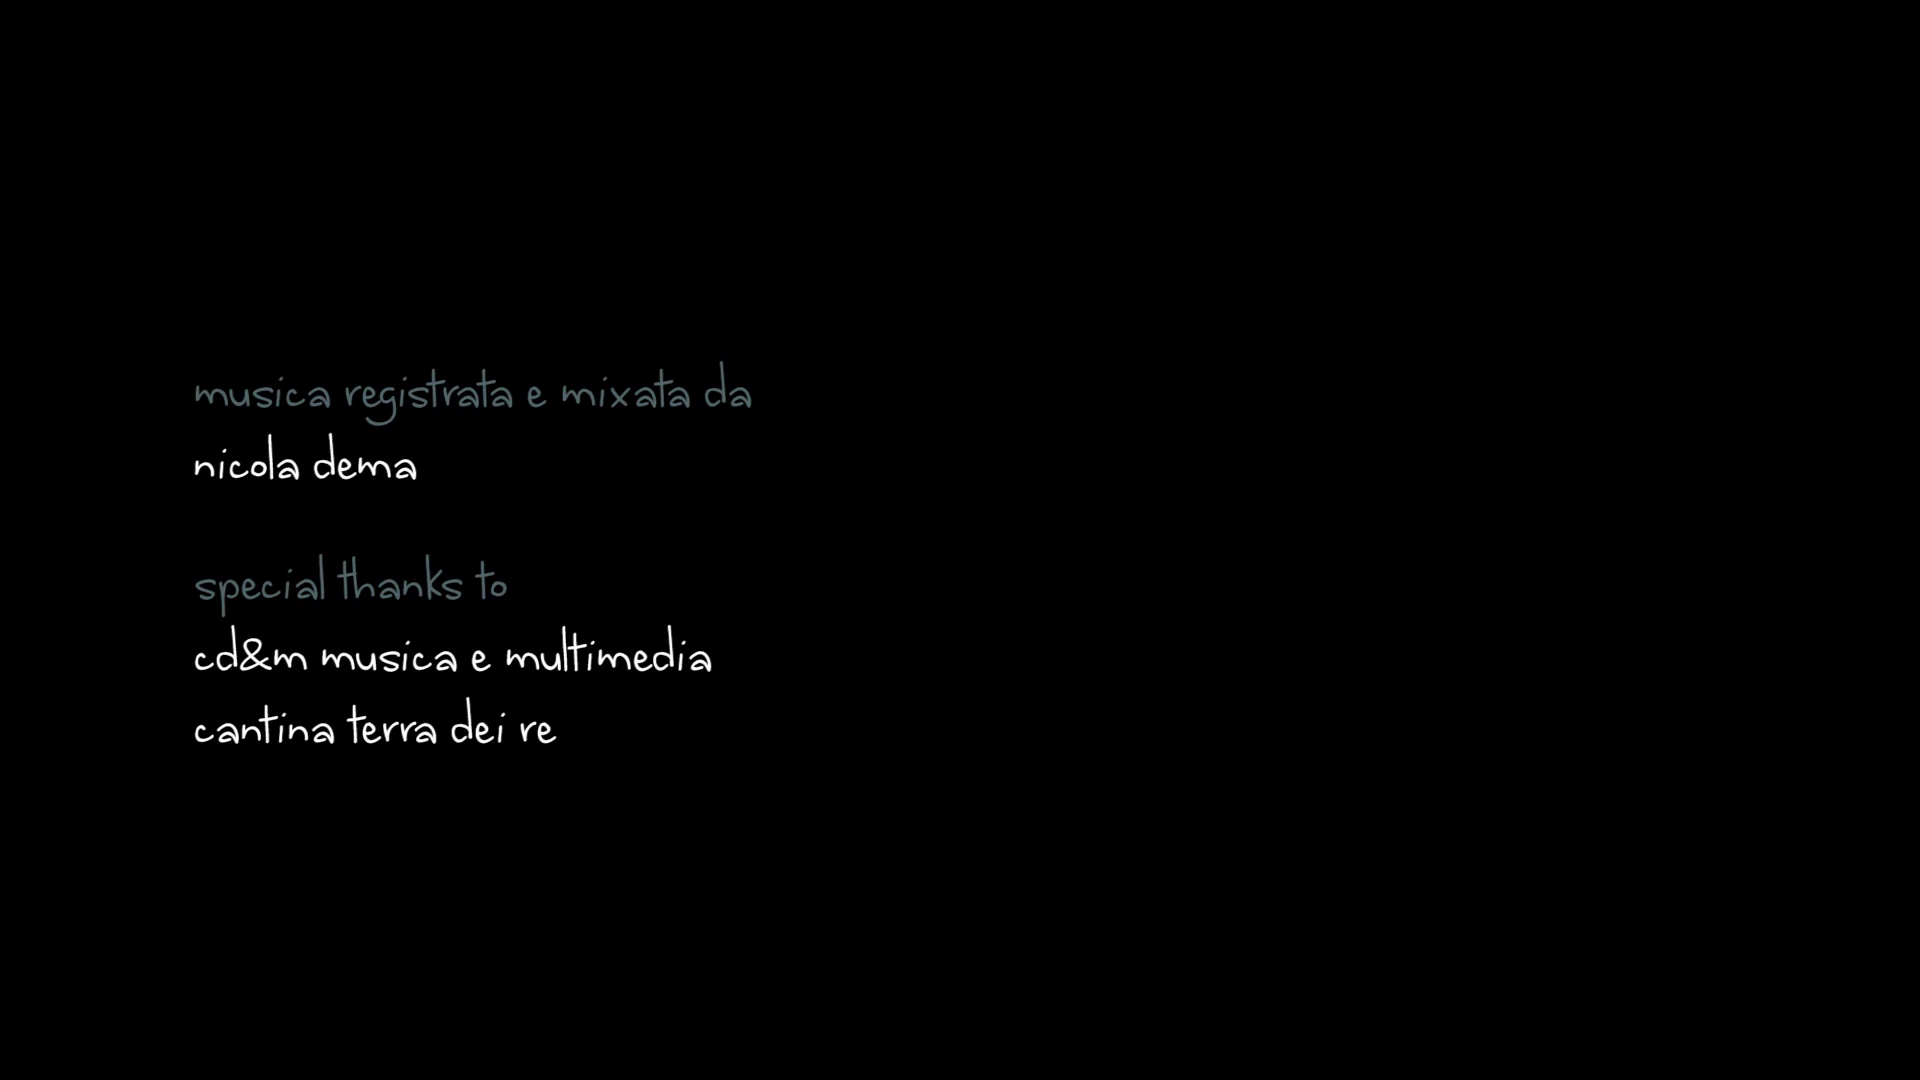 musica registrata e mixata da
nicola dema
special thanks to
cd&m musica e multimedia
cantina terra dei re